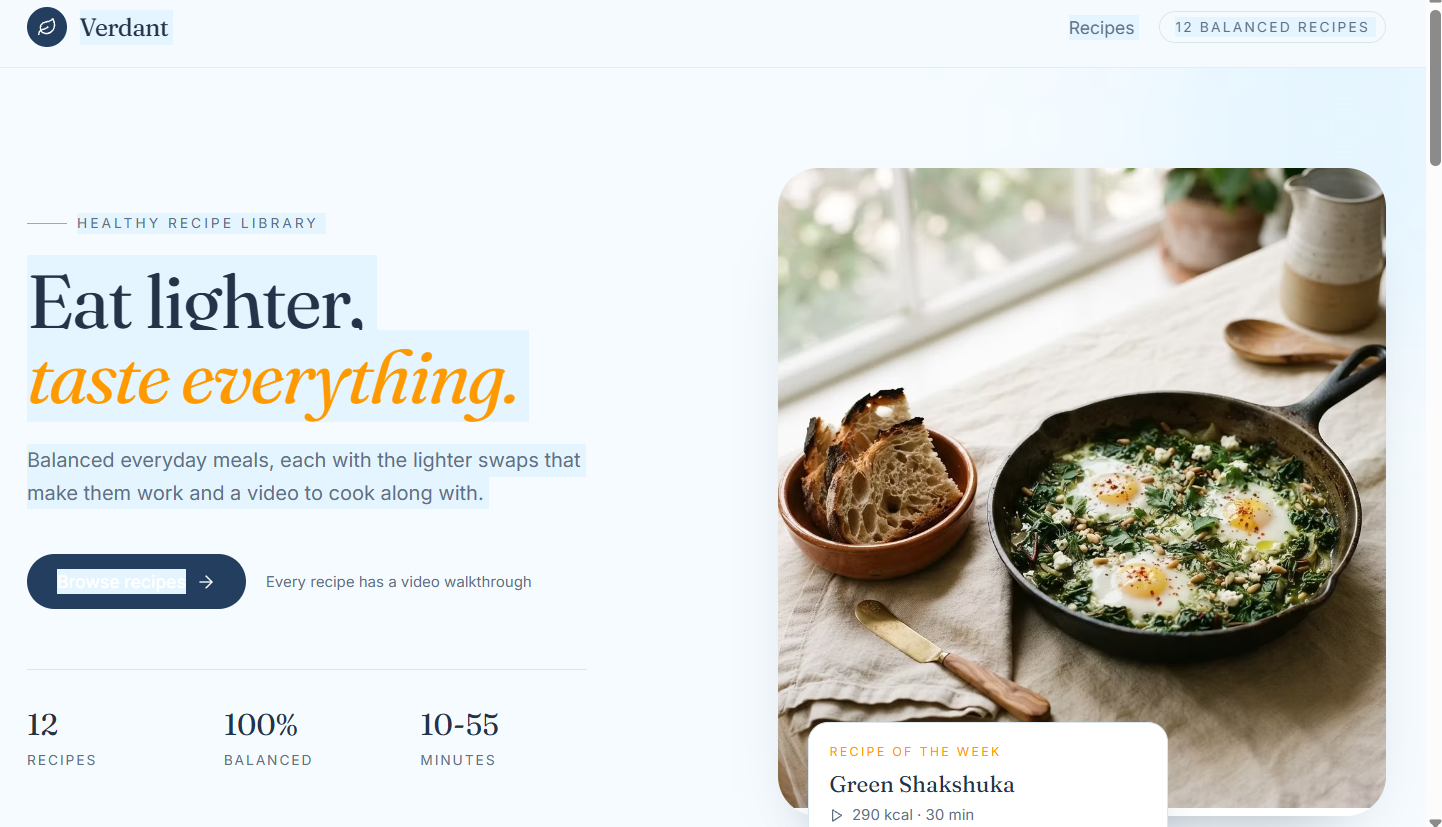 Verdant
Recipes
12 BALANCED RECIPES
HEALTHY RECIPE LIBRARY
Eat lighter,
taste everything.
Balanced everyday meals, each with the lighter swaps that
make them work and a video to cook along with.
Browse recipes
Every recipe has a video walkthrough
12
RECIPES
100%
BALANCED
10-55
MINUTES
RECIPE OF THE WEEK
Green Shakshuka
290 kcal · 30 min